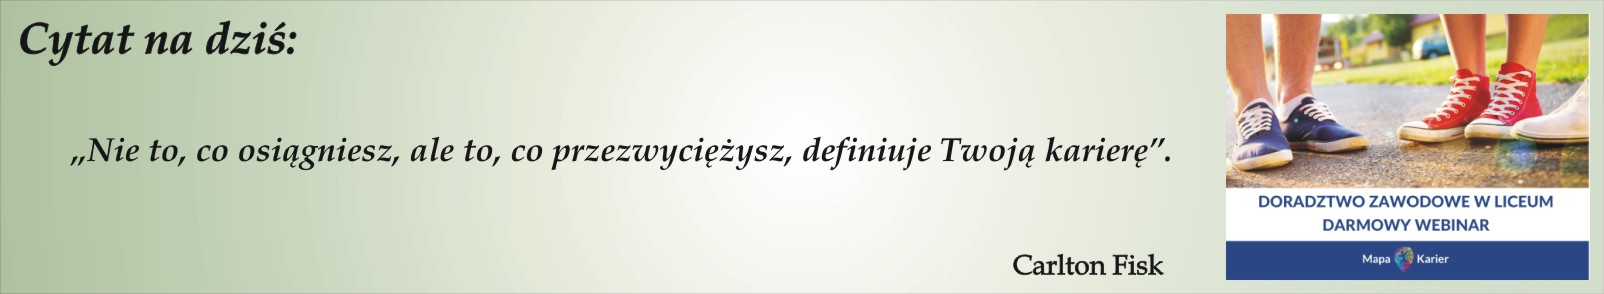 Cytat na dziś:
„Nie to, co osiągniesz, ale to, co przezwyciężysz, definiuje Twoją karierę”.
Carlton Fisk
DORADZTWO ZAWODOWE W LICEUM
DARMOWY WEBINAR
Mapa Karier